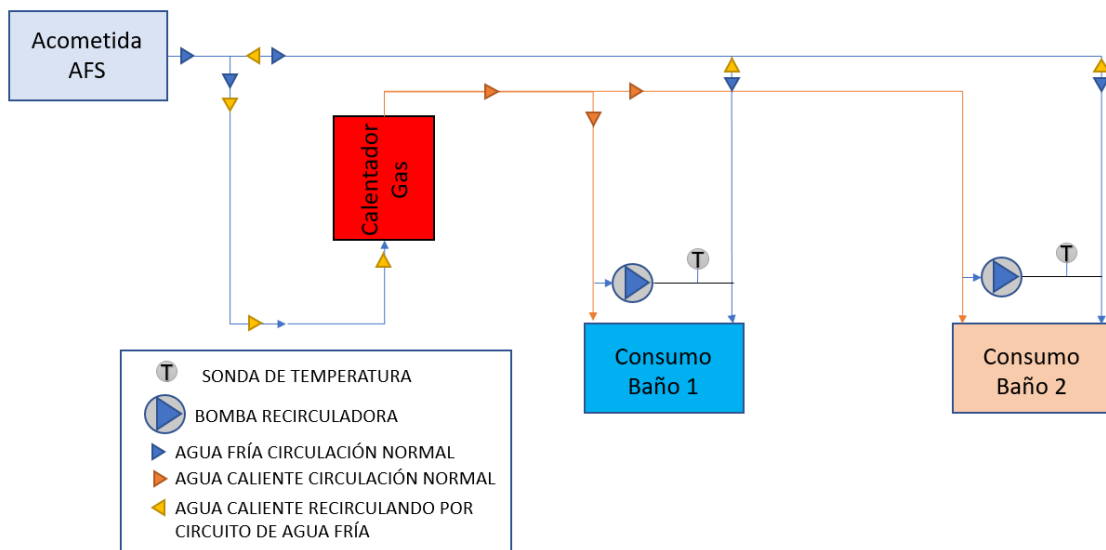 Acometida
AFS
Calentador
Gas
T
T
Consumo
Baño 1
Consumo
Baño 2
T SONDA DE TEMPERATURA
BOMBA RECIRCULADORA
AGUA FRÍA CIRCULACIÓN NORMAL
AGUA CALIENTE CIRCULACIÓN NORMAL
AGUA CALIENTE RECIRCULANDO POR
CIRCUITO DE AGUA FRÍA